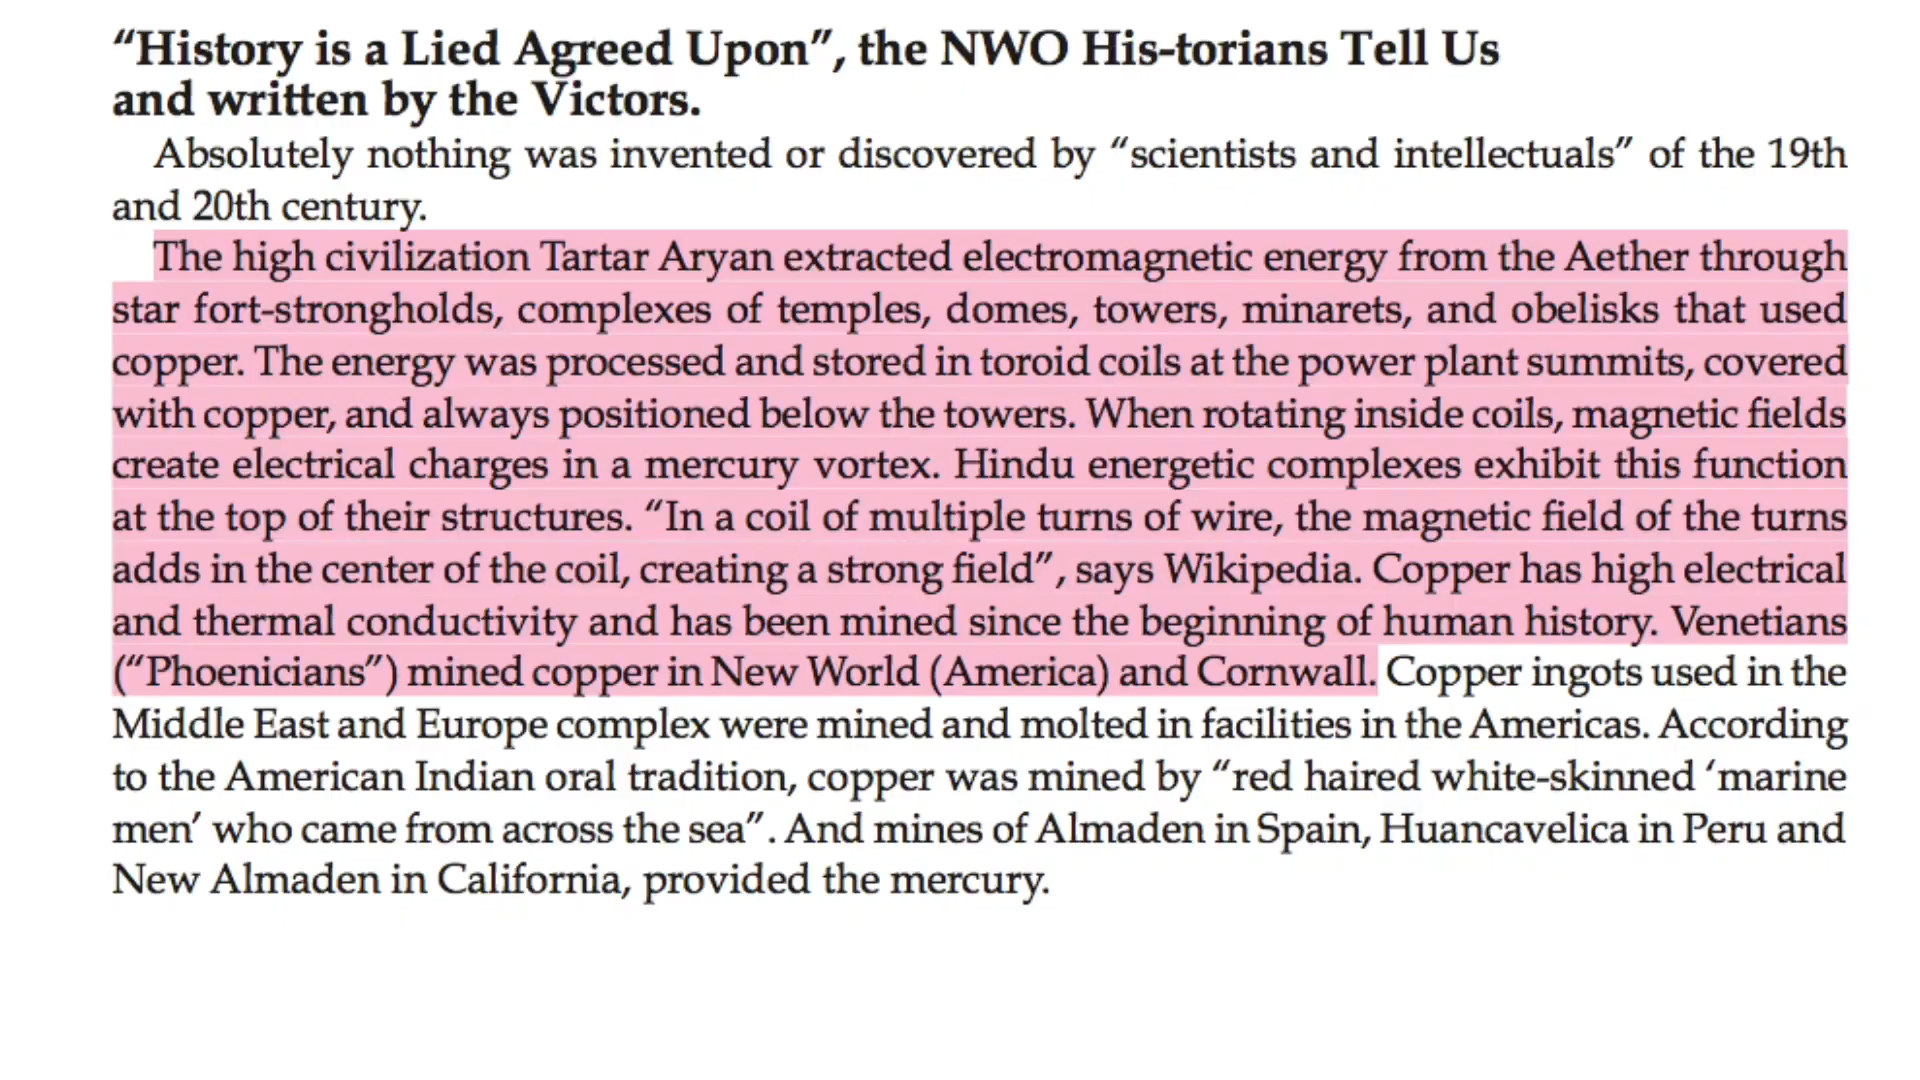 “History is a Lied Agreed Upon”, the NWO His-torians Tell Us
and written by the Victors.
Absolutely nothing was invented or discovered by “scientists and intellectuals” of the 19th
and 20th century.
The high civilization Tartar Aryan extracted electromagnetic energy from the Aether through
star fort-strongholds, complexes of temples, domes, towers, minarets, and obelisks that used
copper. The energy was processed and stored in toroid coils at the power plant summits, covered
with copper, and always positioned below the towers. When rotating inside coils, magnetic fields
create electrical charges in a mercury vortex. Hindu energetic complexes exhibit this function
at the top of their structures. “In a coil of multiple turns of wire, the magnetic field of the turns
adds in the center of the coil, creating a strong field”, says Wikipedia. Copper has high electrical
and thermal conductivity and has been mined since the beginning of human history. Venetians
(“Phoenicians”) mined copper in New World (America) and Cornwall. Copper ingots used in the
Middle East and Europe complex were mined and molted in facilities in the Americas. According
to the American Indian oral tradition, copper was mined by “red haired white-skinned ‘marine
men’ who came from across the sea”. And mines of Almaden in Spain, Huancavelica in Peru and
New Almaden in California, provided the mercury.